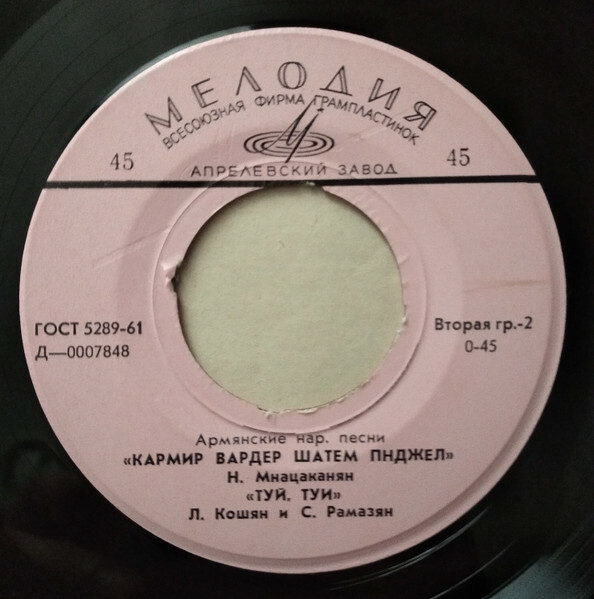 МЕЛОДИЯ
ВСЕСОЮЗНАЯ ФИРМА ГРАМПЛАСТИНОК
45 45
АПРЕЛЕВСКИЙ ЗАВОД
ГОСТ 5289-61 Вторая гр.-2
Д—0007848 0-45
Армянские нар. песни
«КАРМИР ВАРДЕР ШАТЕМ ПНДЖЕЛ»
Н. Мнацаканян
«ТУЙ, ТУИ»
Л. Кошян и С. Рамазян